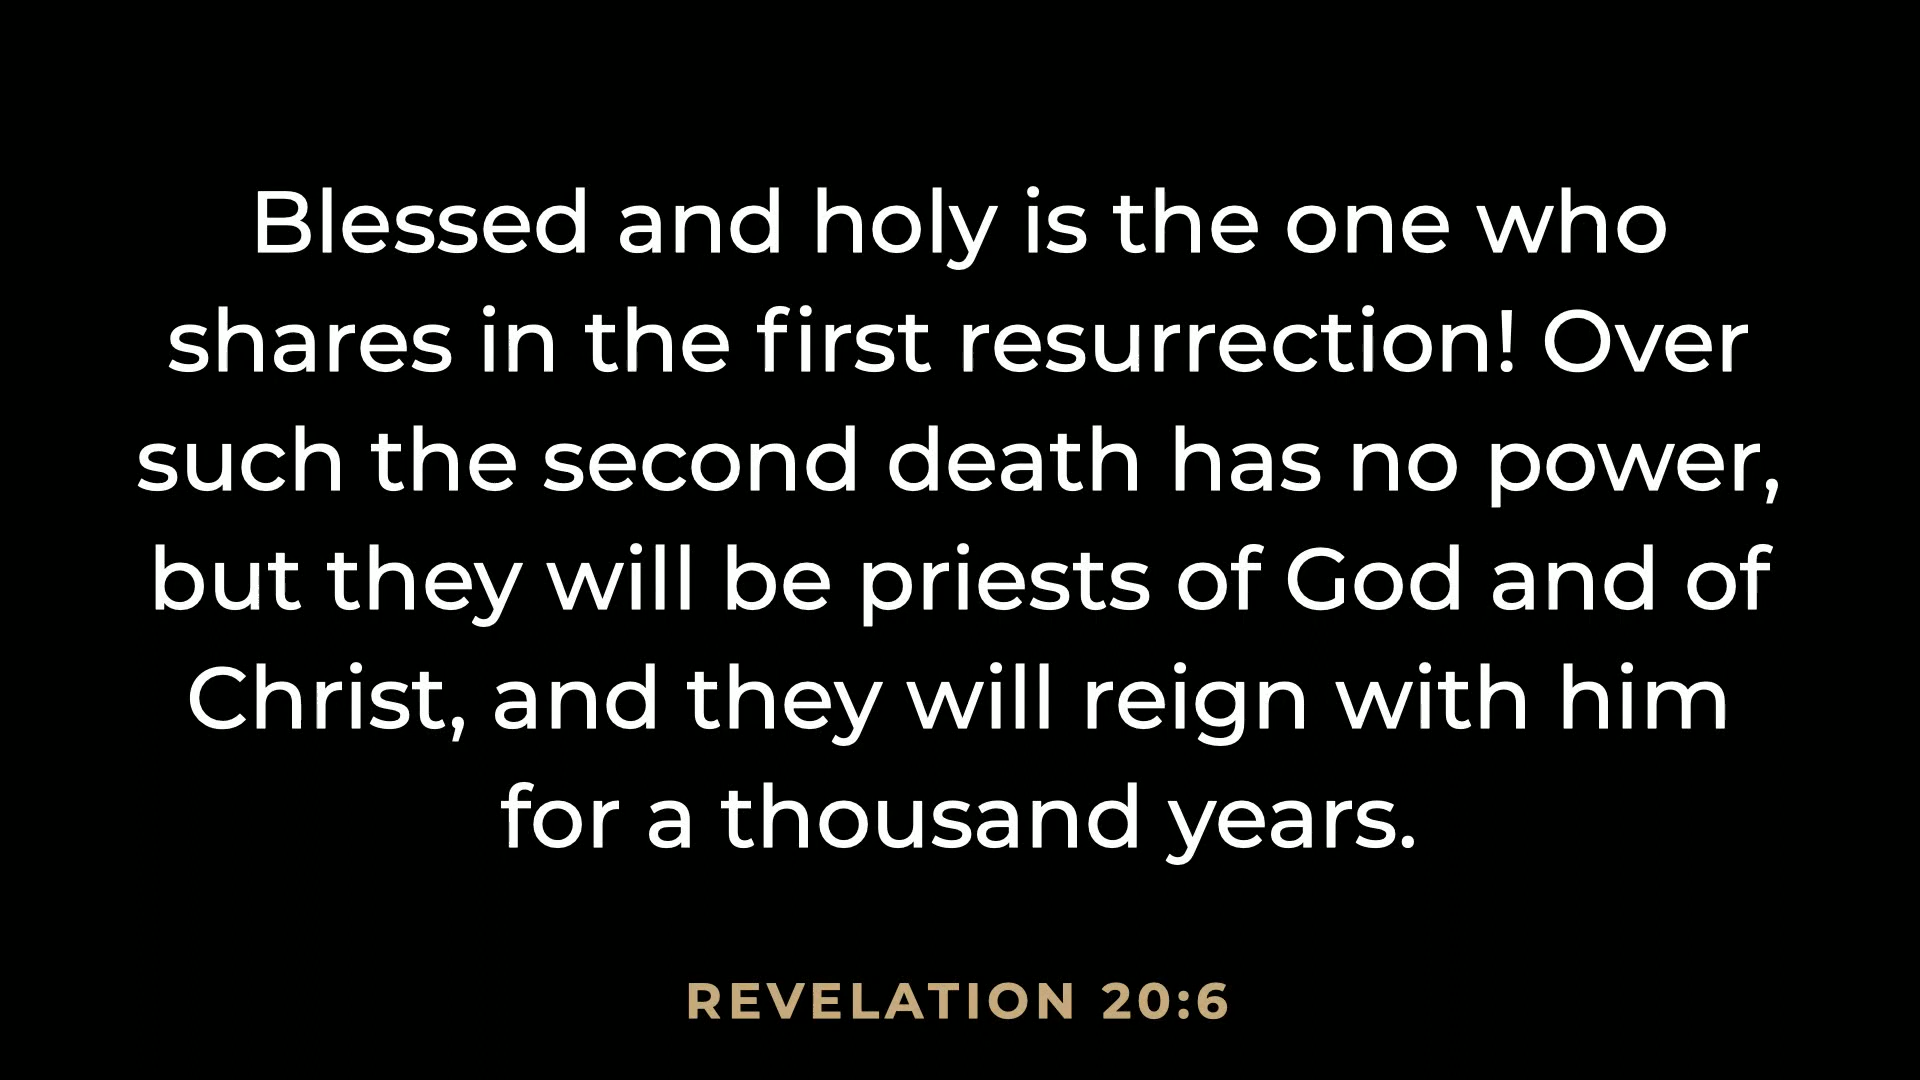 Blessed and holy is the one who
shares in the first resurrection! Over
such the second death has no power,
but they will be priests of God and of
Christ, and they will reign with him
for a thousand years.
REVELATION 20:6